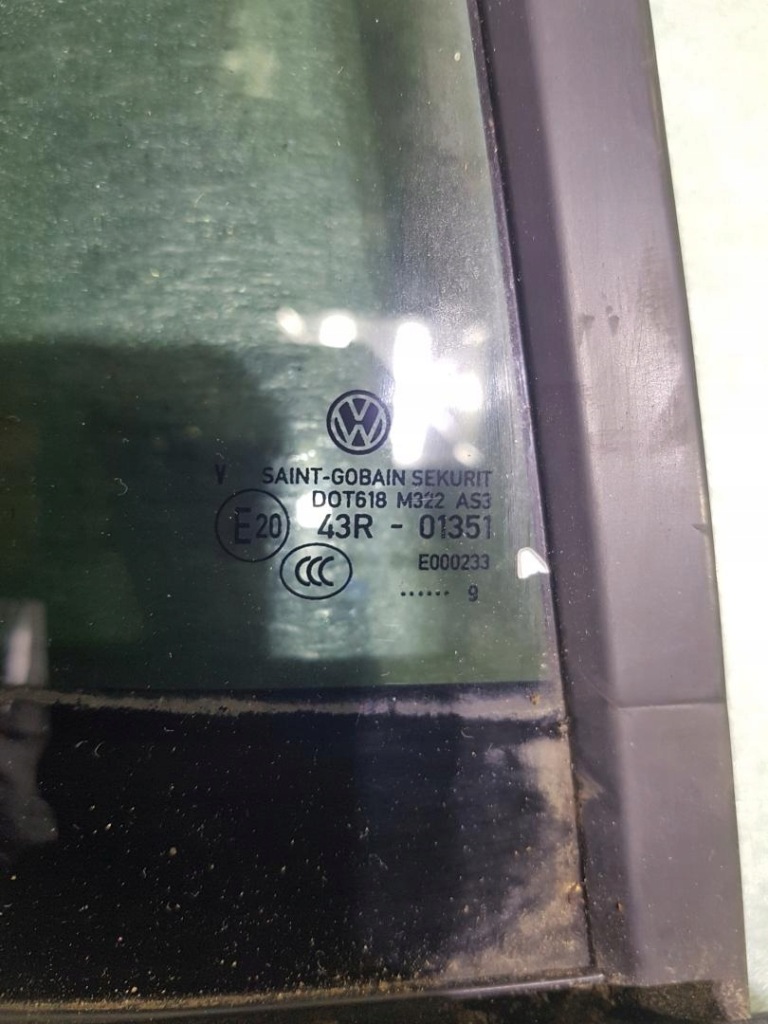 V SAINT-GOBAIN SEKURIT
DOT618 M322 AS3
E20 43R - 01351
CCC E000233
...... 9